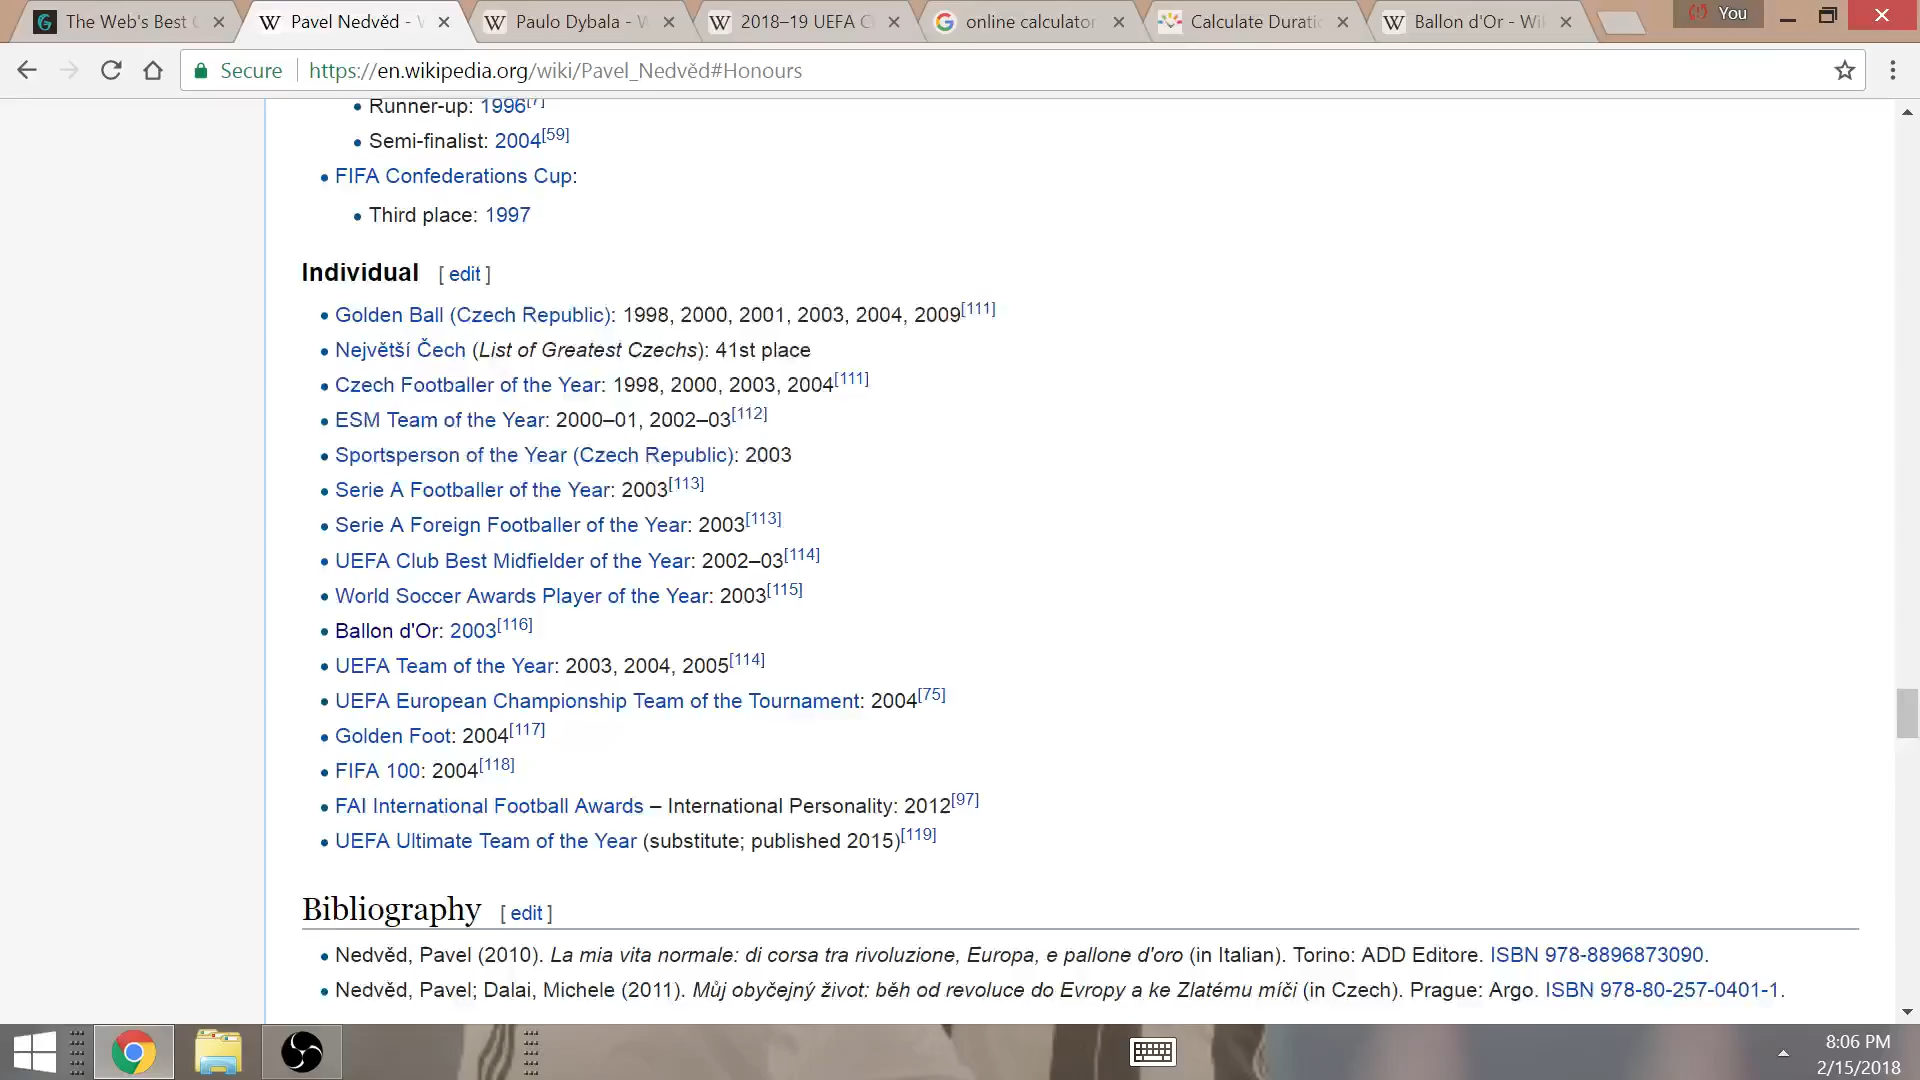 The Web's Best
Pavel Nedvěd -
Paulo Dybala - W
2018–19 UEFA C
online calculator
Calculate Duratio
Ballon d'Or - Wik
You
Secure
https://en.wikipedia.org/wiki/Pavel_Nedvěd#Honours
Runner-up: 1996[7]
Semi-finalist: 2004[59]
FIFA Confederations Cup:
Third place: 1997
Individual [ edit ]
Golden Ball (Czech Republic): 1998, 2000, 2001, 2003, 2004, 2009[111]
Největší Čech (List of Greatest Czechs): 41st place
Czech Footballer of the Year: 1998, 2000, 2003, 2004[111]
ESM Team of the Year: 2000–01, 2002–03[112]
Sportsperson of the Year (Czech Republic): 2003
Serie A Footballer of the Year: 2003[113]
Serie A Foreign Footballer of the Year: 2003[113]
UEFA Club Best Midfielder of the Year: 2002–03[114]
World Soccer Awards Player of the Year: 2003[115]
Ballon d'Or: 2003[116]
UEFA Team of the Year: 2003, 2004, 2005[114]
UEFA European Championship Team of the Tournament: 2004[75]
Golden Foot: 2004[117]
FIFA 100: 2004[118]
FAI International Football Awards – International Personality: 2012[97]
UEFA Ultimate Team of the Year (substitute; published 2015)[119]
Bibliography [ edit ]
Nedvěd, Pavel (2010). La mia vita normale: di corsa tra rivoluzione, Europa, e pallone d'oro (in Italian). Torino: ADD Editore. ISBN 978-8896873090.
Nedvěd, Pavel; Dalai, Michele (2011). Můj obyčejný život: běh od revoluce do Evropy a ke Zlatému míči (in Czech). Prague: Argo. ISBN 978-80-257-0401-1.
8:06 PM
2/15/2018